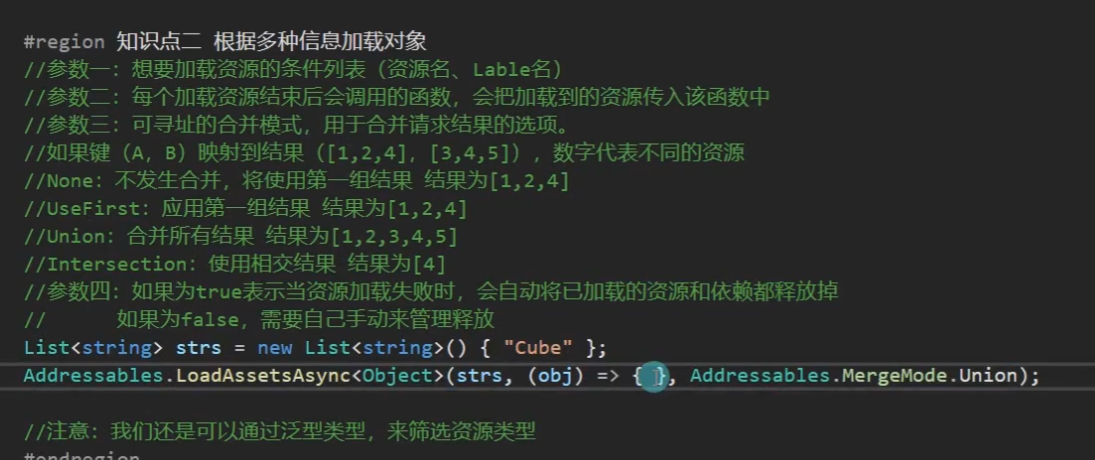 #region 知识点二 根据多种信息加载对象
//参数一：想要加载资源的条件列表（资源名、Lable名）
//参数二：每个加载资源结束后会调用的函数，会把加载到的资源传入该函数中
//参数三：可寻址的合并模式，用于合并请求结果的选项。
//如果键（A，B）映射到结果（[1,2,4]，[3,4,5]），数字代表不同的资源
//None：不发生合并，将使用第一组结果 结果为[1,2,4]
//UseFirst：应用第一组结果 结果为[1,2,4]
//Union：合并所有结果 结果为[1,2,3,4,5]
//Intersection：使用相交结果 结果为[4]
//参数四：如果为true表示当资源加载失败时，会自动将已加载的资源和依赖都释放掉
//      如果为false，需要自己手动来管理释放
List<string> strs = new List<string>() { "Cube" };
Addressables.LoadAssetsAsync<Object>(strs, (obj) => { }, Addressables.MergeMode.Union);
//注意：我们还是可以通过泛型类型，来筛选资源类型
#endregion